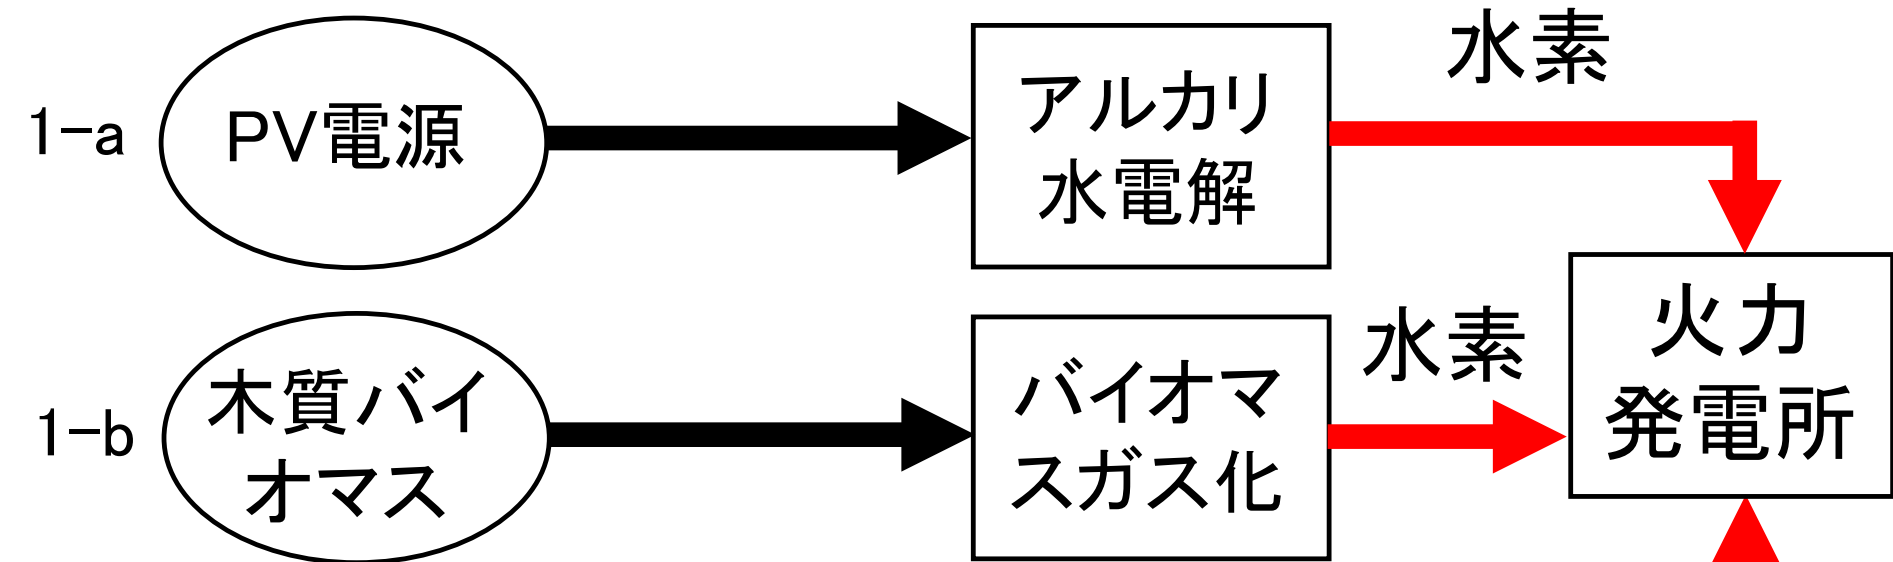 水素
1-a
PV電源
アルカリ
水電解
水素
火力
発電所
1-b
木質バイ
オマス
バイオマ
スガス化